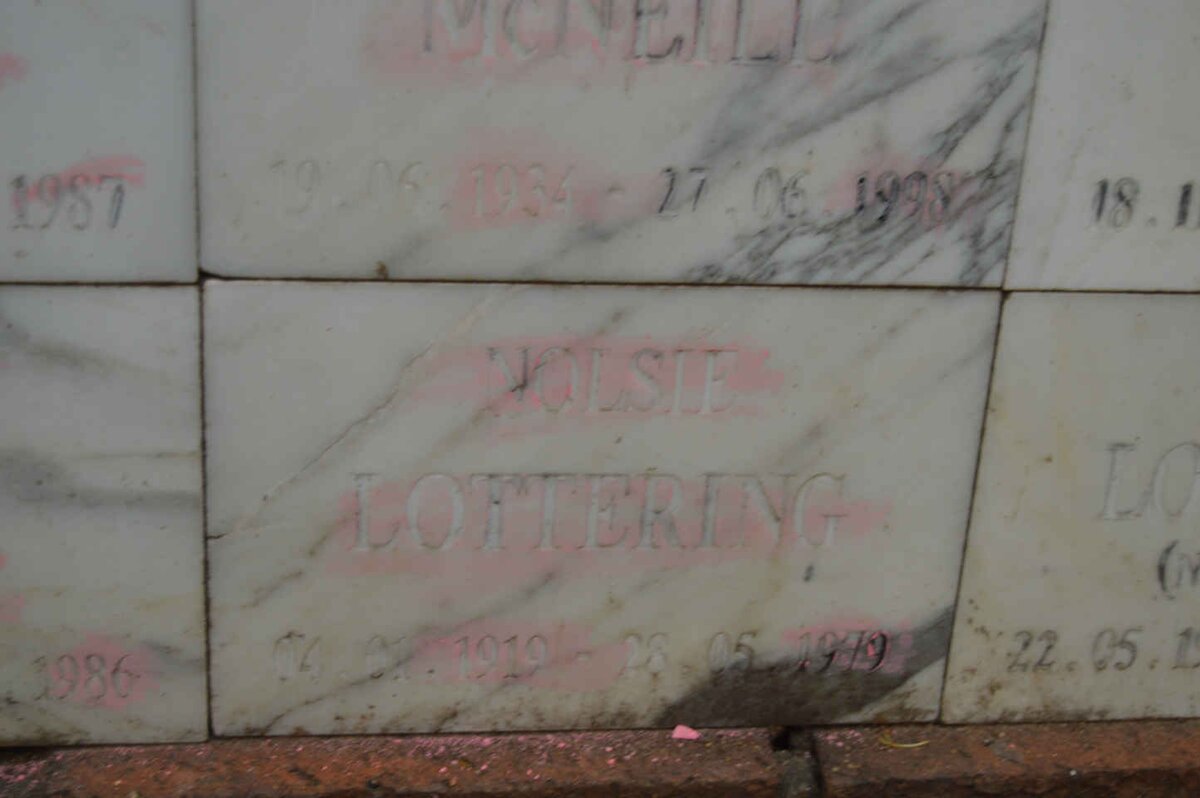 McNEILL
1987
19.06.1934 - 27.06.1998
18.1
NOLSIE
LOTTERING
04.01.1919 - 28.05.1979
LO
(M
1986
22.05.19